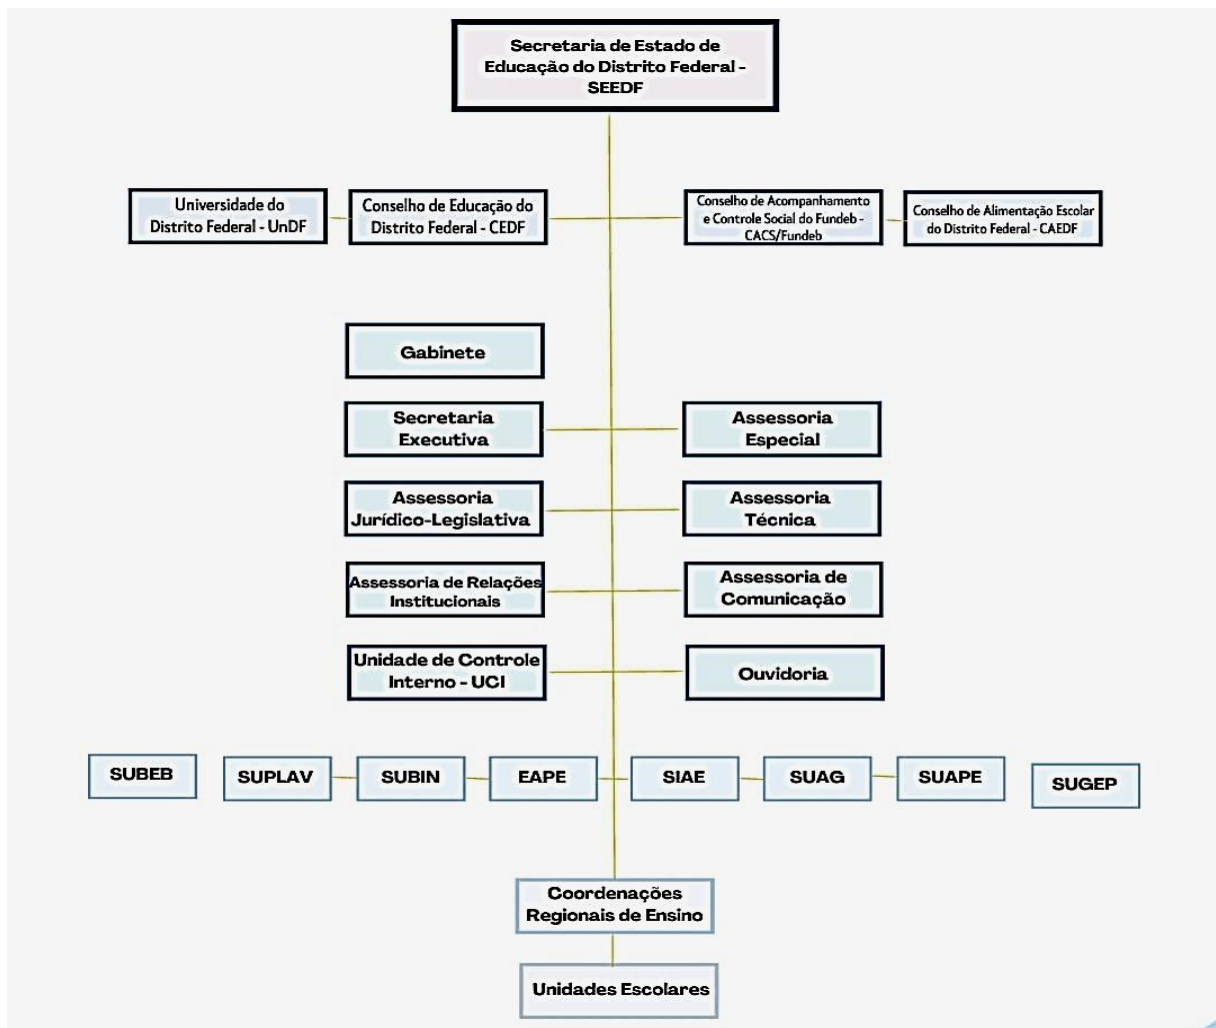 Secretaria de Estado de
Educação do Distrito Federal -
SEEDF
Universidade do
Distrito Federal - UnDF
Conselho de Educação do
Distrito Federal - CEDF
Conselho de Acompanhamento
e Controle Social do Fundeb -
CACS/Fundeb
Conselho de Alimentação Escolar
do Distrito Federal - CAEDF
Gabinete
Secretaria
Executiva
Assessoria
Especial
Assessoria
Jurídico-Legislativa
Assessoria
Técnica
Assessoria de Relações
Institucionais
Assessoria de
Comunicação
Unidade de Controle
Interno - UCI
Ouvidoria
SUBEB
SUPLAV
SUBIN
EAPE
SIAE
SUAG
SUAPE
SUGEP
Coordenações
Regionais de Ensino
Unidades Escolares